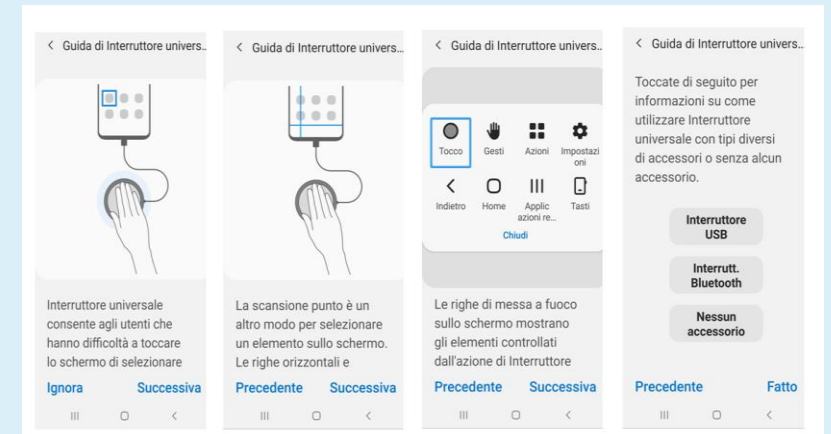 Guida di Interruttore univers..
Interruttore universale
consente agli utenti che
hanno difficoltà a toccare
lo schermo di selezionare
Ignora Successiva
Guida di Interruttore univers...
La scansione punto è un
altro modo per selezionare
un elemento sullo schermo.
Le righe orizzontali e
Precedente Successiva
Guida di Interruttore univers..
Tocco Gesti Azioni Impostazi
oni
Indietro Home Applic
azioni re... Tasti
Chiudi
Le righe di messa a fuoco
sullo schermo mostrano
gli elementi controllati
dall'azione di Interruttore
Precedente Successiva
Guida di Interruttore univers..
Toccate di seguito per
informazioni su come
utilizzare Interruttore
universale con tipi diversi
di accessori o senza alcun
accessorio.
Interruttore
USB
Interrutt.
Bluetooth
Nessun
accessorio
Precedente Fatto